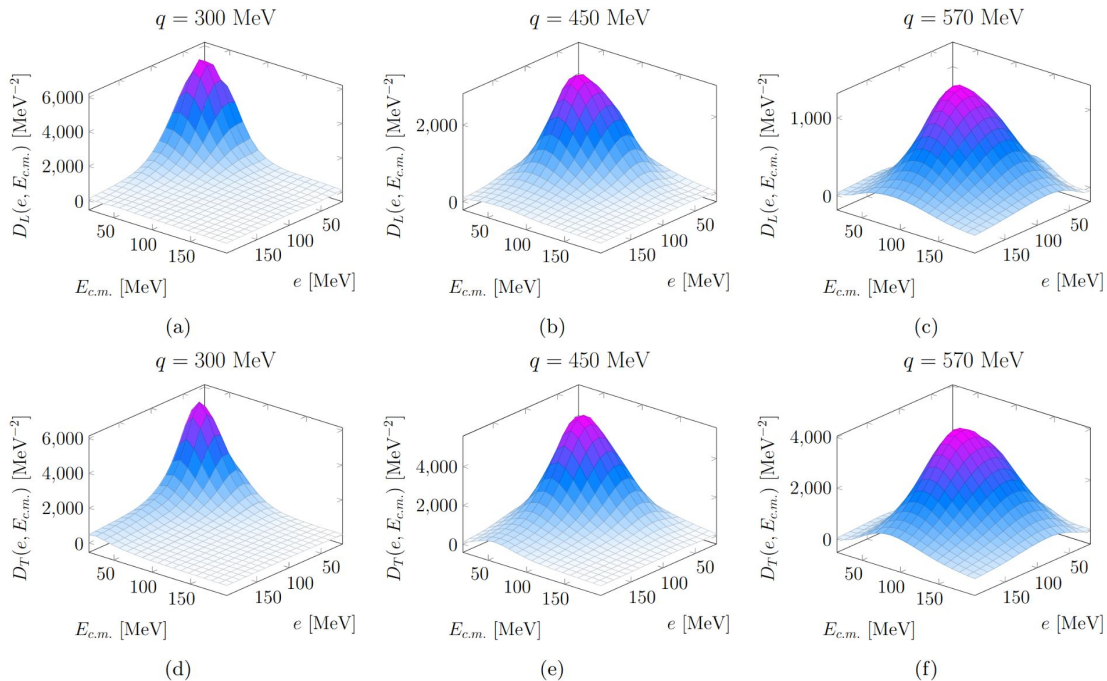 q = 300 MeV
D_L(e, E_{c.m.}) [MeV^{-2}]
6,000
4,000
2,000
0
50
100
150
50
100
150
E_{c.m.} [MeV]
e [MeV]
(a)
q = 450 MeV
D_L(e, E_{c.m.}) [MeV^{-2}]
2,000
0
50
100
150
50
100
150
E_{c.m.} [MeV]
e [MeV]
(b)
q = 570 MeV
D_L(e, E_{c.m.}) [MeV^{-2}]
1,000
0
50
100
150
50
100
150
E_{c.m.} [MeV]
e [MeV]
(c)
q = 300 MeV
D_T(e, E_{c.m.}) [MeV^{-2}]
6,000
4,000
2,000
0
50
100
150
50
100
150
E_{c.m.} [MeV]
e [MeV]
(d)
q = 450 MeV
D_T(e, E_{c.m.}) [MeV^{-2}]
4,000
2,000
0
50
100
150
50
100
150
E_{c.m.} [MeV]
e [MeV]
(e)
q = 570 MeV
D_T(e, E_{c.m.}) [MeV^{-2}]
4,000
2,000
0
50
100
150
50
100
150
E_{c.m.} [MeV]
e [MeV]
(f)